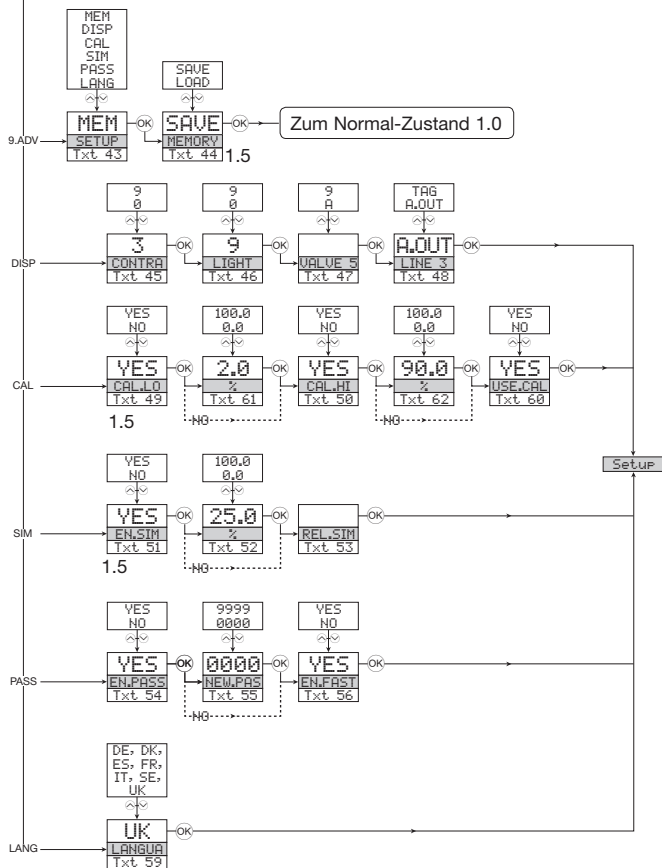 MEM
DISP
CAL
SIM
PASS
LANG
SAVE
LOAD
9.ADV
MEM
SETUP
Txt 43
OK
SAVE
MEMORY
Txt 44
OK
1.5
Zum Normal-Zustand 1.0
9
0
9
0
9
A
TAG
A.OUT
DISP
3
CONTRA
Txt 45
OK
9
LIGHT
Txt 46
OK
VALVE 5
Txt 47
OK
A.OUT
LINE 3
Txt 48
OK
YES
NO
100.0
0.0
YES
NO
100.0
0.0
YES
NO
CAL
YES
CAL.LO
Txt 49
OK
2.0
%
Txt 61
OK
YES
CAL.HI
Txt 50
OK
90.0
%
Txt 62
OK
YES
USE.CAL
Txt 60
OK
NO
NO
1.5
Setup
YES
NO
100.0
0.0
SIM
YES
EN.SIM
Txt 51
OK
25.0
%
Txt 52
OK
REL.SIM
Txt 53
OK
NO
1.5
YES
NO
9999
0000
YES
NO
PASS
YES
EN.PASS
Txt 54
OK
0000
NEW.PAS
Txt 55
OK
YES
EN.FAST
Txt 56
OK
NO
DE, DK,
ES, FR,
IT, SE,
UK
LANG
UK
LANGUA
Txt 59
OK